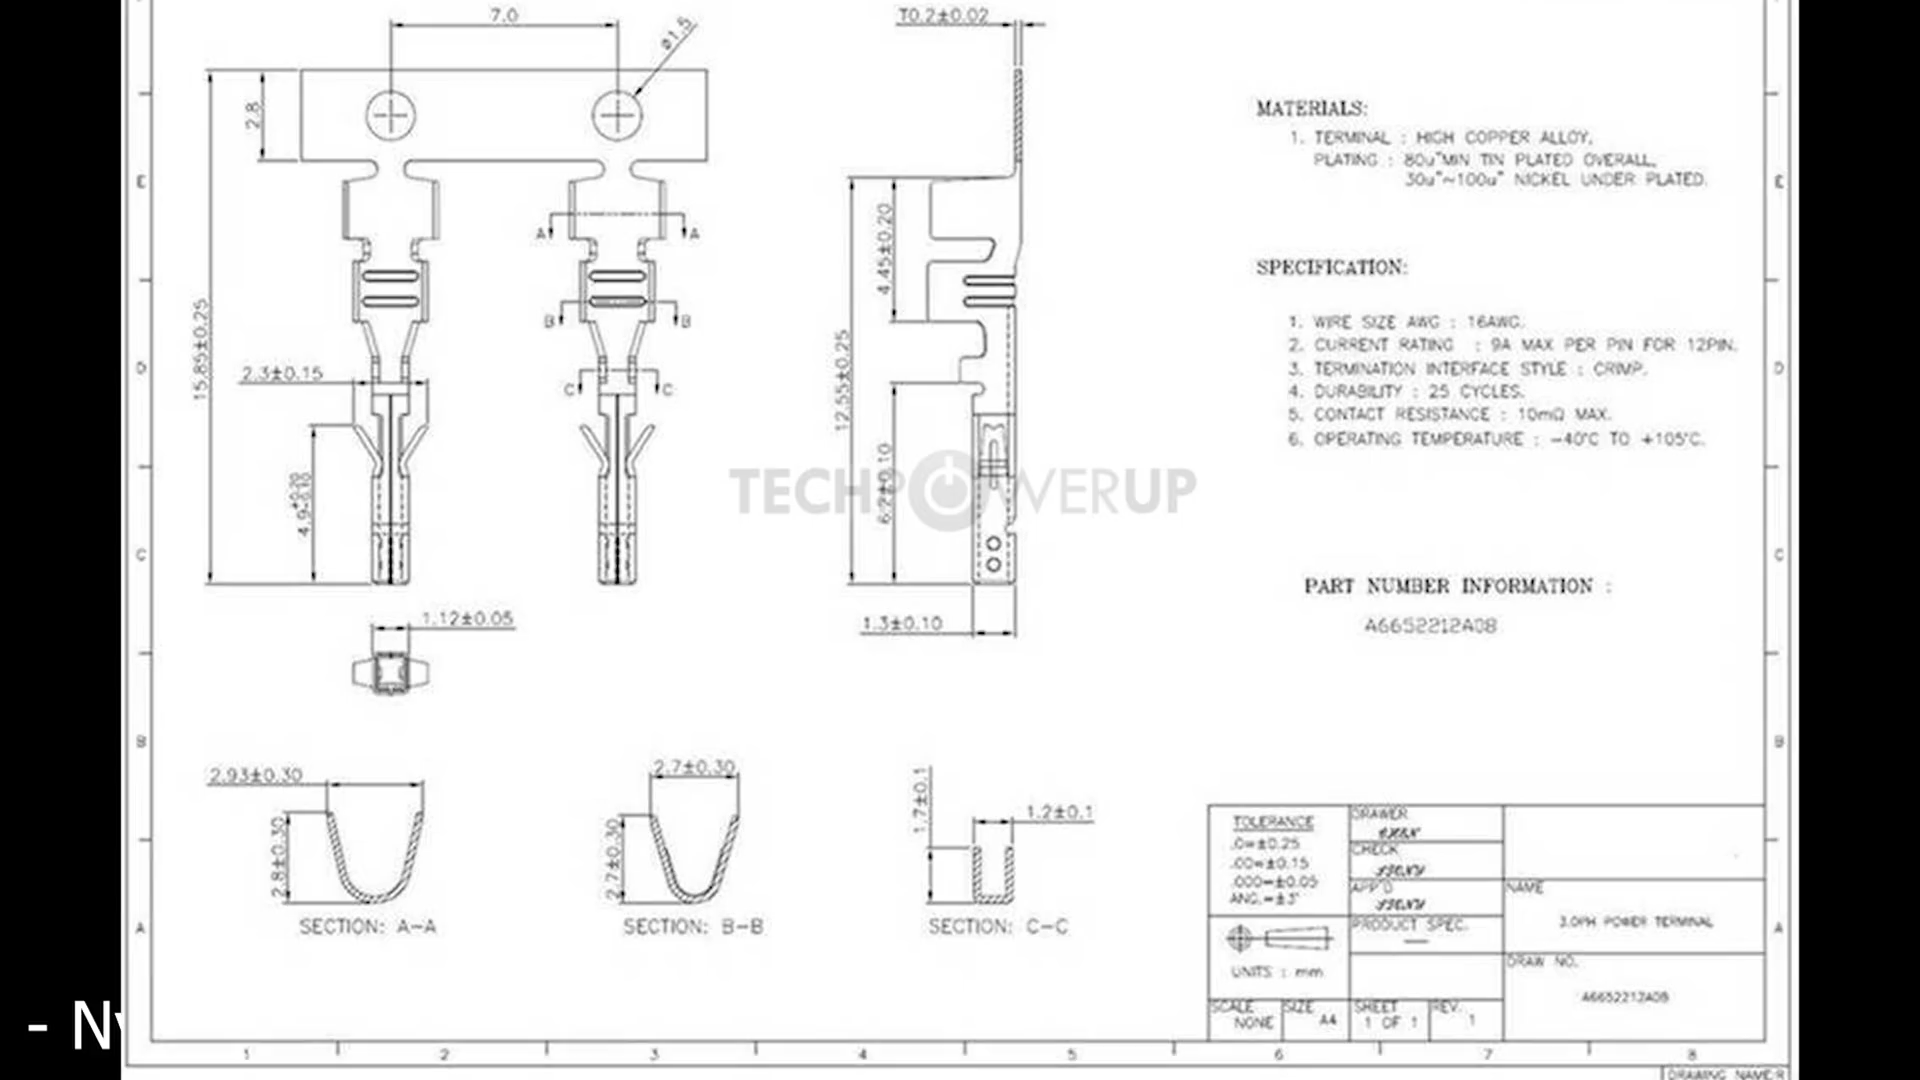 7.0
ø1.5
T0.2±0.02
2.8
15.85±0.25
2.3±0.15
4.9 +0.20 -0.10
A A
B B
C C
1.12±0.05
4.45±0.20
12.55±0.25
6.2±0.10
1.3±0.10
TECHPOWERUP
MATERIALS:
1. TERMINAL : HIGH COPPER ALLOY.
PLATING : 80u"MIN TIN PLATED OVERALL,
30u"~100u" NICKEL UNDER PLATED.
SPECIFICATION:
1. WIRE SIZE AWG : 16AWG.
2. CURRENT RATING : 9A MAX PER PIN FOR 12PIN.
3. TERMINATION INTERFACE STYLE : CRIMP.
4. DURABILITY : 25 CYCLES.
5. CONTACT RESISTANCE : 10mΩ MAX.
6. OPERATING TEMPERATURE : -40°C TO +105°C.
PART NUMBER INFORMATION :
A6652212A08
2.93±0.30
2.8±0.30
SECTION: A-A
2.7±0.30
2.7±0.30
SECTION: B-B
1.7±0.1
1.2±0.1
SECTION: C-C
TOLERANCE
.0=±0.25
.00=±0.15
.000=±0.05
ANG.=±3°
UNITS : mm
SCALE NONE
SIZE A4
DRAWER
CHECK
APP'D
PRODUCT SPEC.
SHEET 1 OF 1
REV. 1
NAME
3.0PH POWER TERMINAL
DRAW NO.
A6652212A08
E D C B A
E D C B A
1 2 3 4 5 6 7 8
DRAWING NAME:R
- N